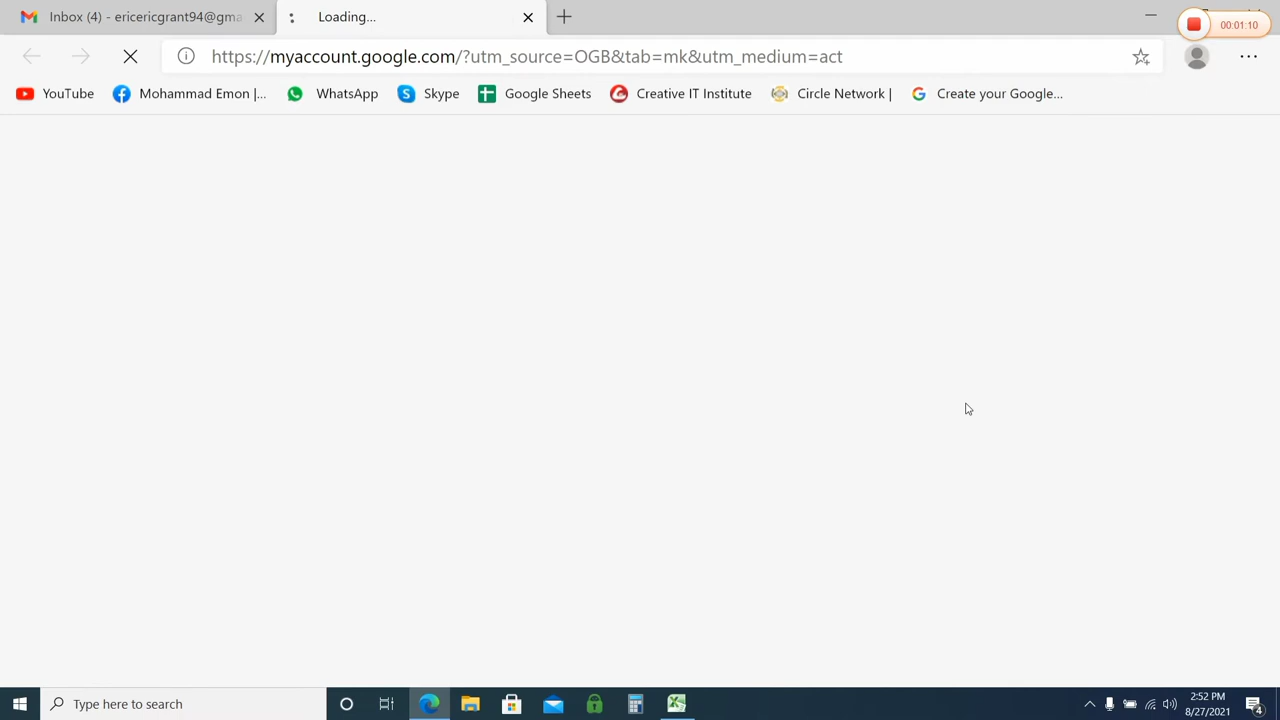 Inbox (4) - ericericgrant94@gma
Loading...
00:01:10
https://myaccount.google.com/?utm_source=OGB&tab=mk&utm_medium=act
YouTube
Mohammad Emon |...
WhatsApp
Skype
Google Sheets
Creative IT Institute
Circle Network |
Create your Google...
Type here to search
2:52 PM
8/27/2021
4